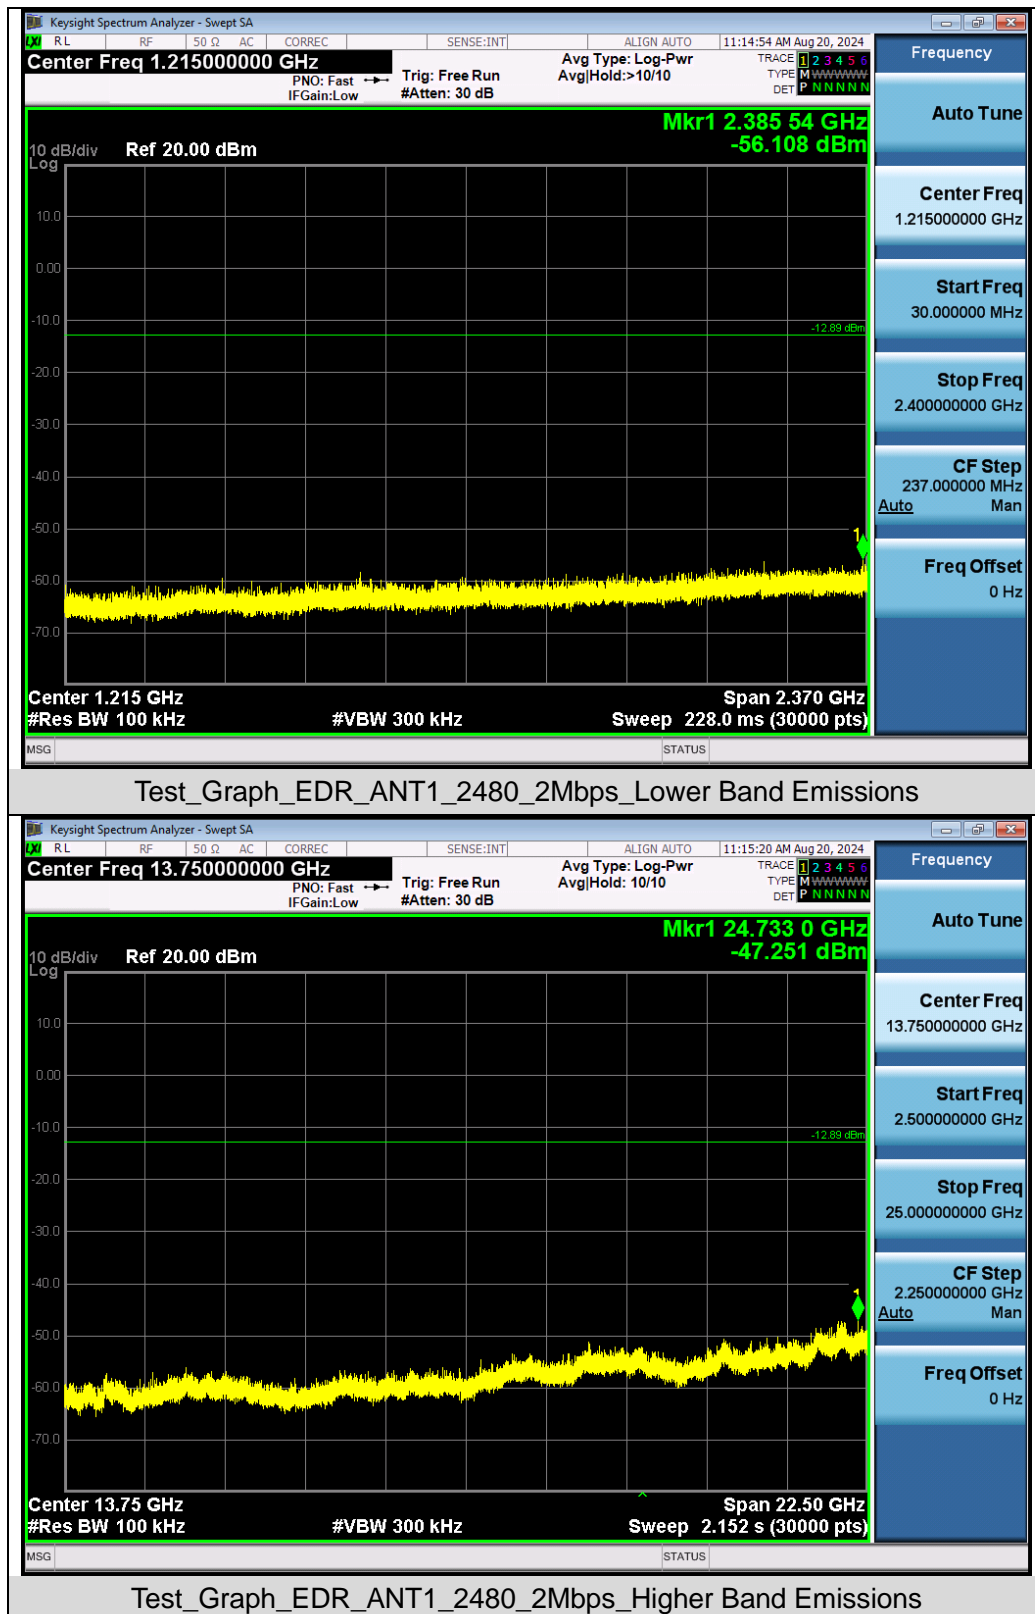 Keysight Spectrum Analyzer - Swept SA
LXI RL RF 50 Ω AC CORREC SENSE:INT ALIGN AUTO 11:14:54 AM Aug 20, 2024
Center Freq 1.215000000 GHz
PNO: Fast
IFGain:Low
Trig: Free Run
#Atten: 30 dB
Avg Type: Log-Pwr
Avg|Hold:>10/10
TRACE 1 2 3 4 5 6
TYPE M WWWWW
DET P N N N N N
Frequency
Mkr1 2.385 54 GHz
-56.108 dBm
10 dB/div Ref 20.00 dBm
Log
10.0
0.00
-10.0
-12.89 dBm
-20.0
-30.0
-40.0
-50.0
1
-60.0
-70.0
Center 1.215 GHz Span 2.370 GHz
#Res BW 100 kHz #VBW 300 kHz Sweep 228.0 ms (30000 pts)
MSG STATUS
Auto Tune
Center Freq
1.215000000 GHz
Start Freq
30.000000 MHz
Stop Freq
2.400000000 GHz
CF Step
237.000000 MHz
Auto Man
Freq Offset
0 Hz
Test_Graph_EDR_ANT1_2480_2Mbps_Lower Band Emissions
Keysight Spectrum Analyzer - Swept SA
LXI RL RF 50 Ω AC CORREC SENSE:INT ALIGN AUTO 11:15:20 AM Aug 20, 2024
Center Freq 13.750000000 GHz
PNO: Fast
IFGain:Low
Trig: Free Run
#Atten: 30 dB
Avg Type: Log-Pwr
Avg|Hold: 10/10
TRACE 1 2 3 4 5 6
TYPE M WWWWW
DET P N N N N N
Frequency
Mkr1 24.733 0 GHz
-47.251 dBm
10 dB/div Ref 20.00 dBm
Log
10.0
0.00
-10.0
-12.89 dBm
-20.0
-30.0
-40.0
1
-50.0
-60.0
-70.0
Center 13.75 GHz Span 22.50 GHz
#Res BW 100 kHz #VBW 300 kHz Sweep 2.152 s (30000 pts)
MSG STATUS
Auto Tune
Center Freq
13.750000000 GHz
Start Freq
2.500000000 GHz
Stop Freq
25.000000000 GHz
CF Step
2.250000000 GHz
Auto Man
Freq Offset
0 Hz
Test_Graph_EDR_ANT1_2480_2Mbps_Higher Band Emissions